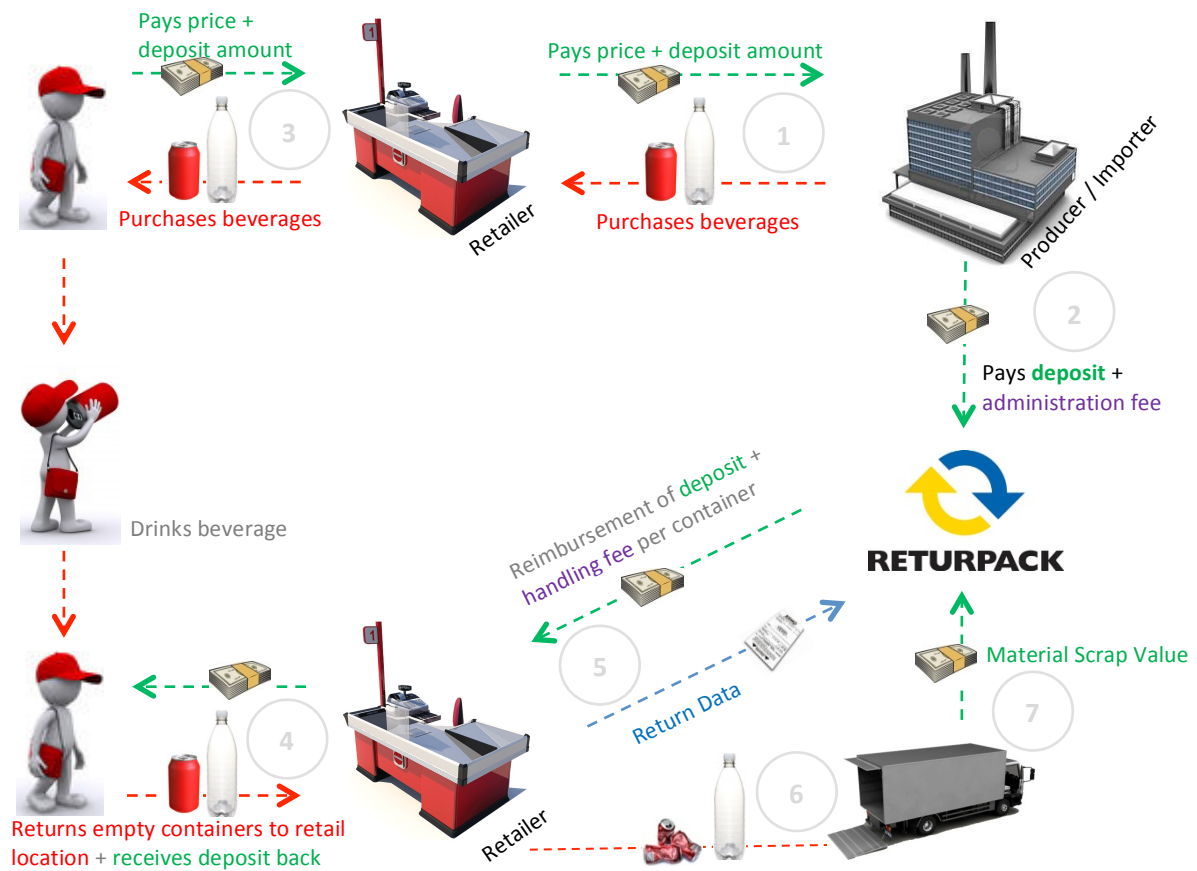 Pays price +
deposit amount
3
Purchases beverages
1
Retailer
Pays price + deposit amount
1
Purchases beverages
Producer / Importer
2
Pays deposit +
administration fee
Drinks beverage
Reimbursement of deposit +
handling fee per container
RETURPACK
5
Return Data
Material Scrap Value
7
4
1
Returns empty containers to retail
location + receives deposit back
Retailer
6